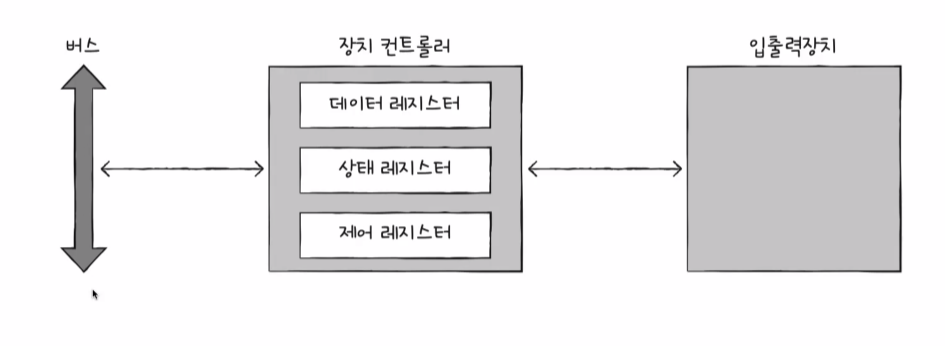 버스
장치 컨트롤러
입출력장치
데이터 레지스터
상태 레지스터
제어 레지스터